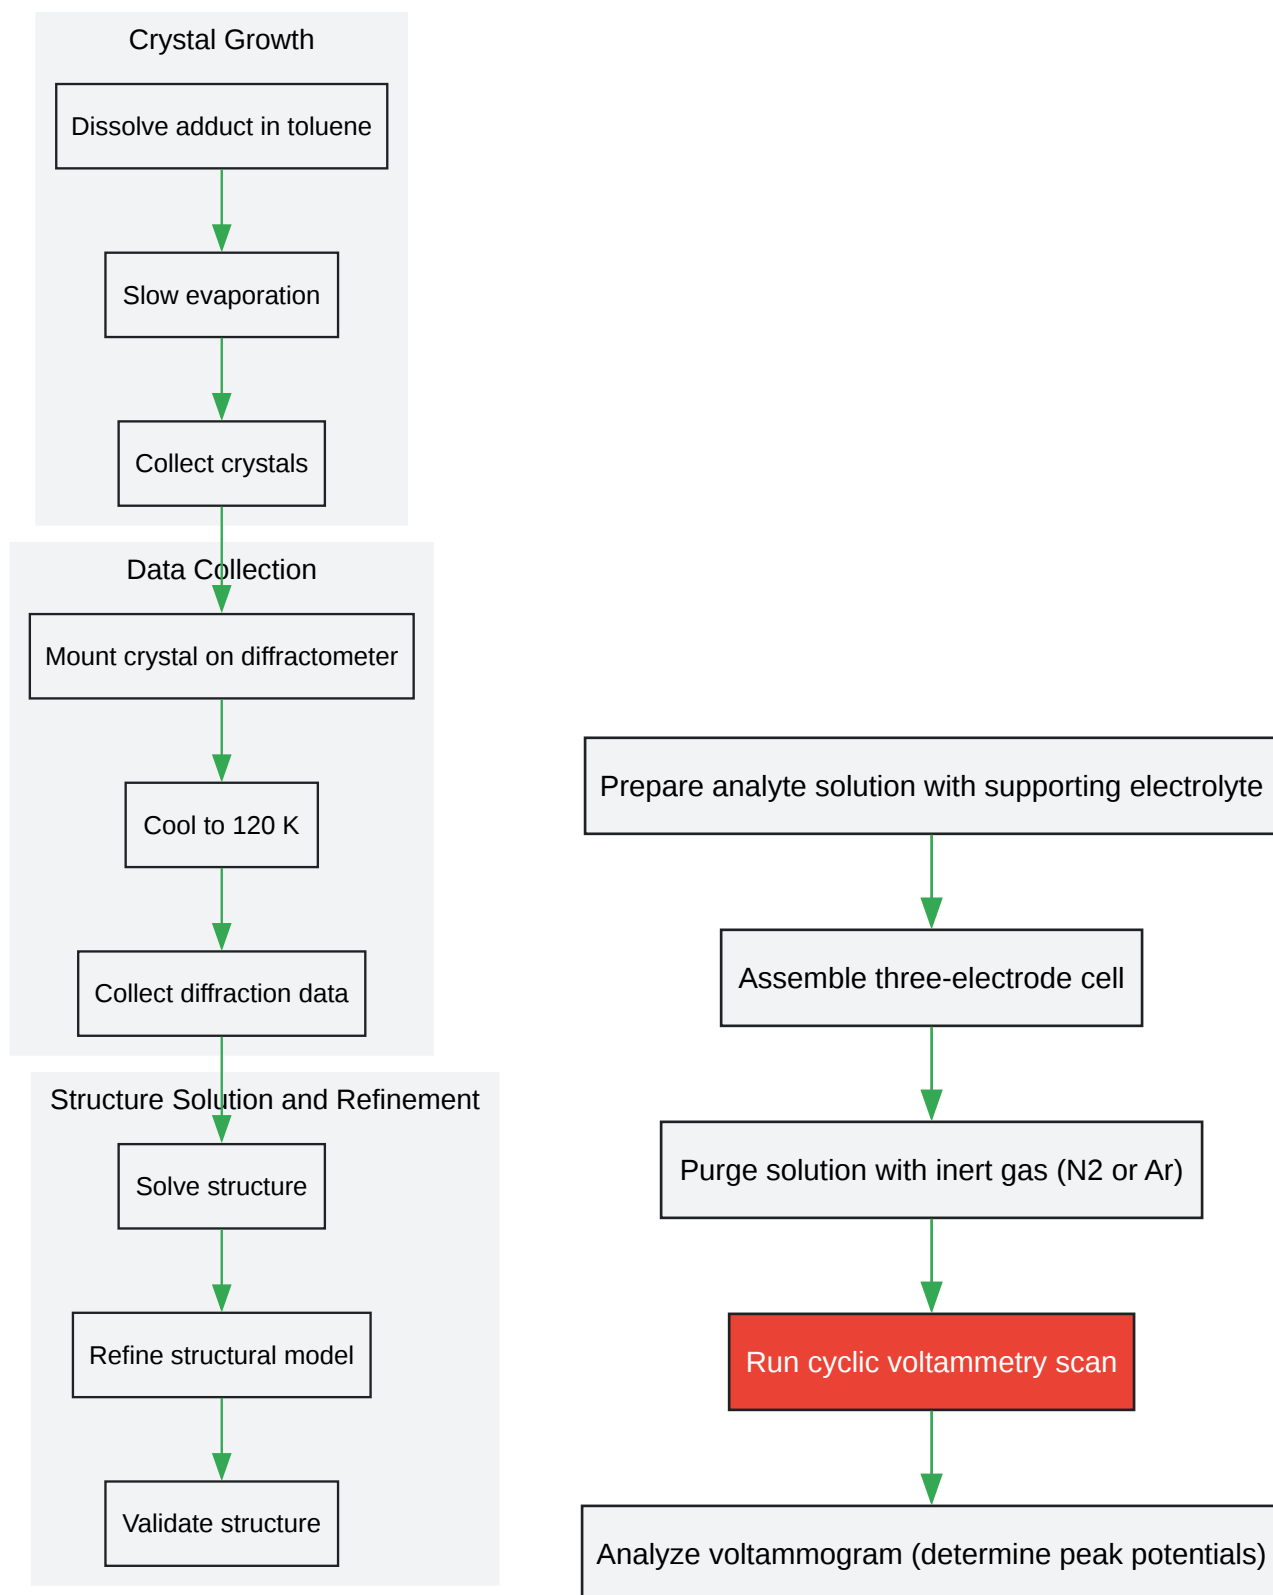 Crystal Growth
Dissolve adduct in toluene
Slow evaporation
Collect crystals
Data Collection
Mount crystal on diffractometer
Cool to 120 K
Collect diffraction data
Structure Solution and Refinement
Solve structure
Refine structural model
Validate structure
Prepare analyte solution with supporting electrolyte
Assemble three-electrode cell
Purge solution with inert gas (N2 or Ar)
Run cyclic voltammetry scan
Analyze voltammogram (determine peak potentials)